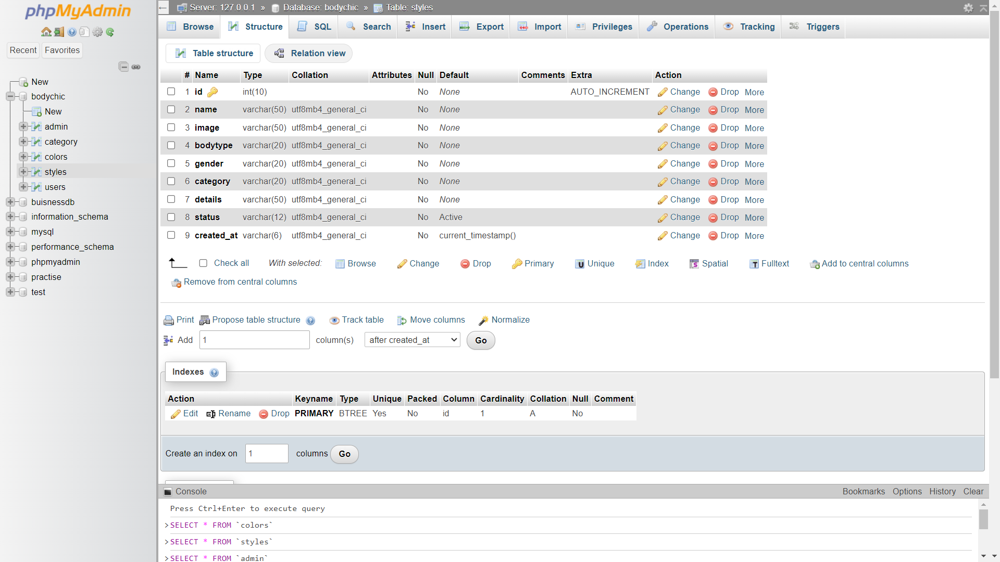 phpMyAdmin
Recent Favorites
New
bodychic
New
admin
category
colors
styles
users
buisnessdb
information_schema
mysql
performance_schema
phpmyadmin
practise
test
← Server: 127.0.0.1 » Database: bodychic » Table: styles
Browse Structure SQL Search Insert Export Import Privileges Operations Tracking Triggers
Table structure Relation view
# Name Type Collation Attributes Null Default Comments Extra Action
1 id int(10) No None AUTO_INCREMENT Change Drop More
2 name varchar(50) utf8mb4_general_ci No None Change Drop More
3 image varchar(50) utf8mb4_general_ci No None Change Drop More
4 bodytype varchar(20) utf8mb4_general_ci No None Change Drop More
5 gender varchar(20) utf8mb4_general_ci No None Change Drop More
6 category varchar(20) utf8mb4_general_ci No None Change Drop More
7 details varchar(50) utf8mb4_general_ci No None Change Drop More
8 status varchar(12) utf8mb4_general_ci No Active Change Drop More
9 created_at varchar(6) utf8mb4_general_ci No current_timestamp() Change Drop More
Check all With selected: Browse Change Drop Primary Unique Index Spatial Fulltext Add to central columns
Remove from central columns
Print Propose table structure Track table Move columns Normalize
Add 1 column(s) after created_at Go
Indexes
Action Keyname Type Unique Packed Column Cardinality Collation Null Comment
Edit Rename Drop PRIMARY BTREE Yes No id 1 A No
Create an index on 1 columns Go
Console Bookmarks Options History Clear
Press Ctrl+Enter to execute query
>SELECT * FROM `colors`
>SELECT * FROM `styles`
>SELECT * FROM `admin`